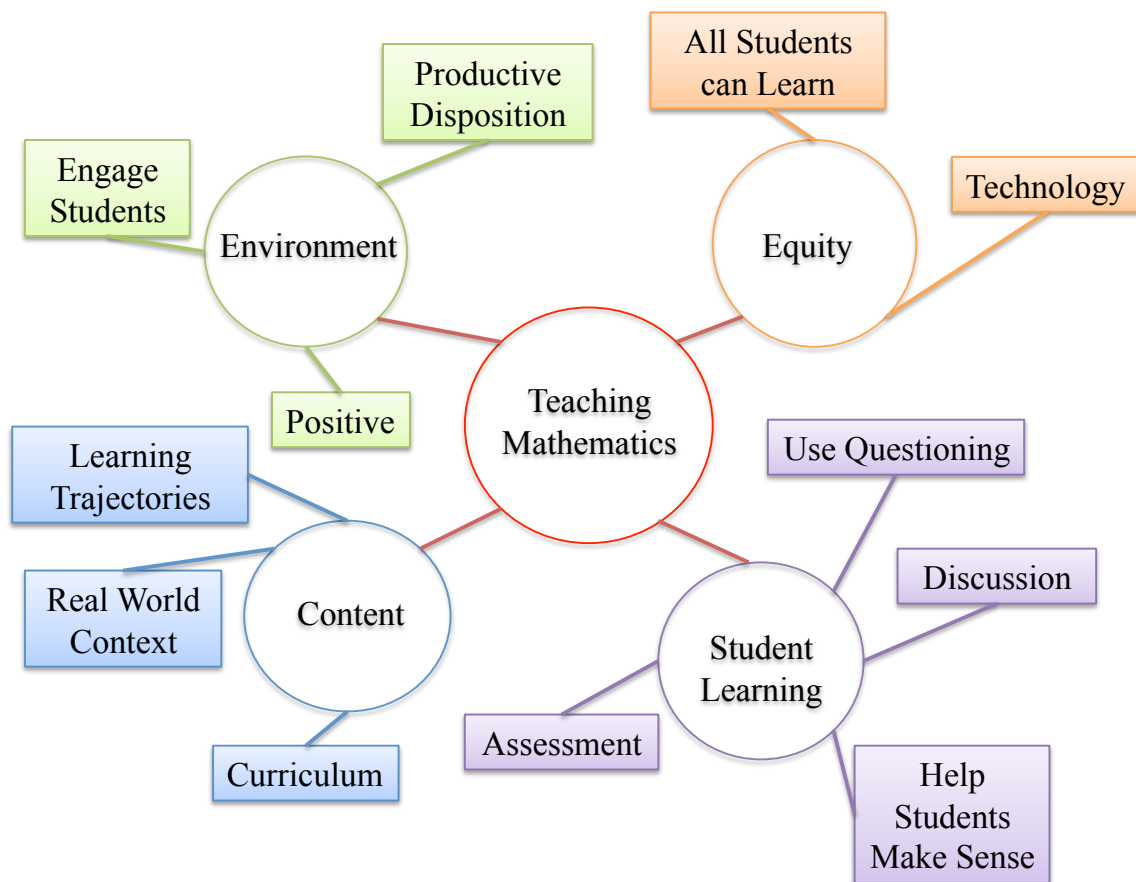 All Students
can Learn
Productive
Disposition
Engage
Students
Technology
Environment
Equity
Teaching
Mathematics
Positive
Learning
Trajectories
Use Questioning
Real World
Context
Content
Discussion
Student
Learning
Assessment
Curriculum
Help
Students
Make Sense